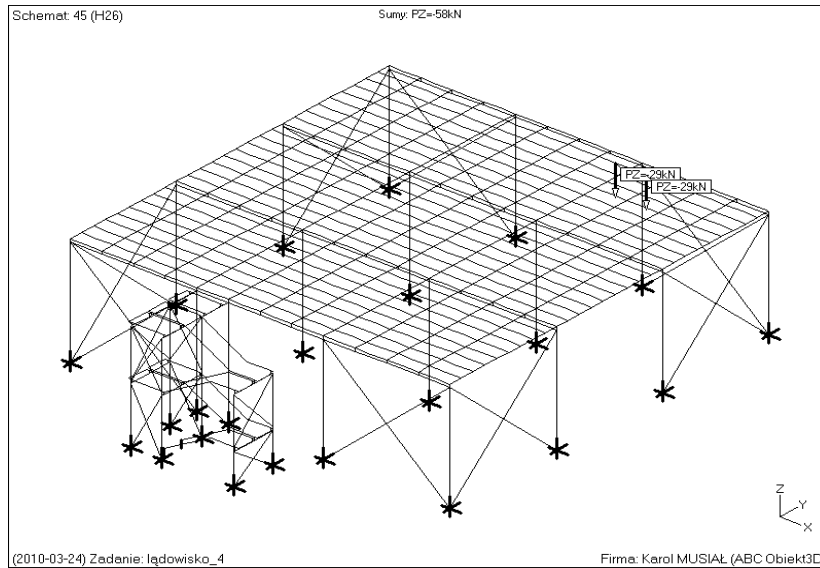 Schemat: 45 (H26)
Sumy: PZ=-58kN
PZ=-29kN
PZ=-29kN
Z
Y
X
(2010-03-24) Zadanie: lądowisko_4
Firma: Karol MUSIAŁ (ABC Obiekt3D